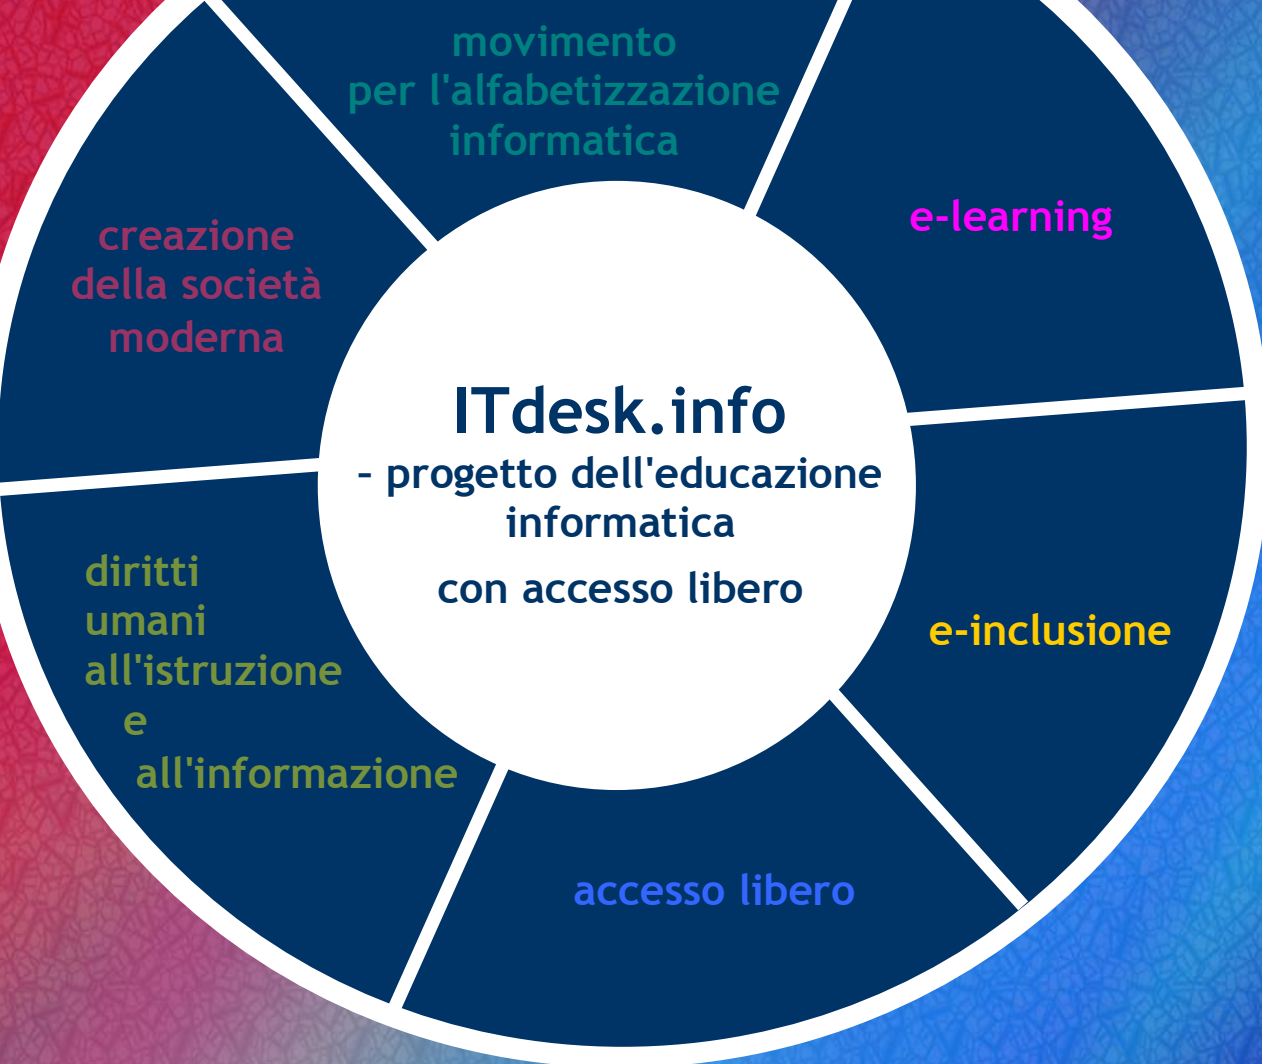 movimento
per l'alfabetizzazione
informatica
e-learning
creazione
della società
moderna
ITdesk.info
– progetto dell'educazione
informatica
con accesso libero
diritti
umani
all'istruzione
e
all'informazione
e-inclusione
accesso libero